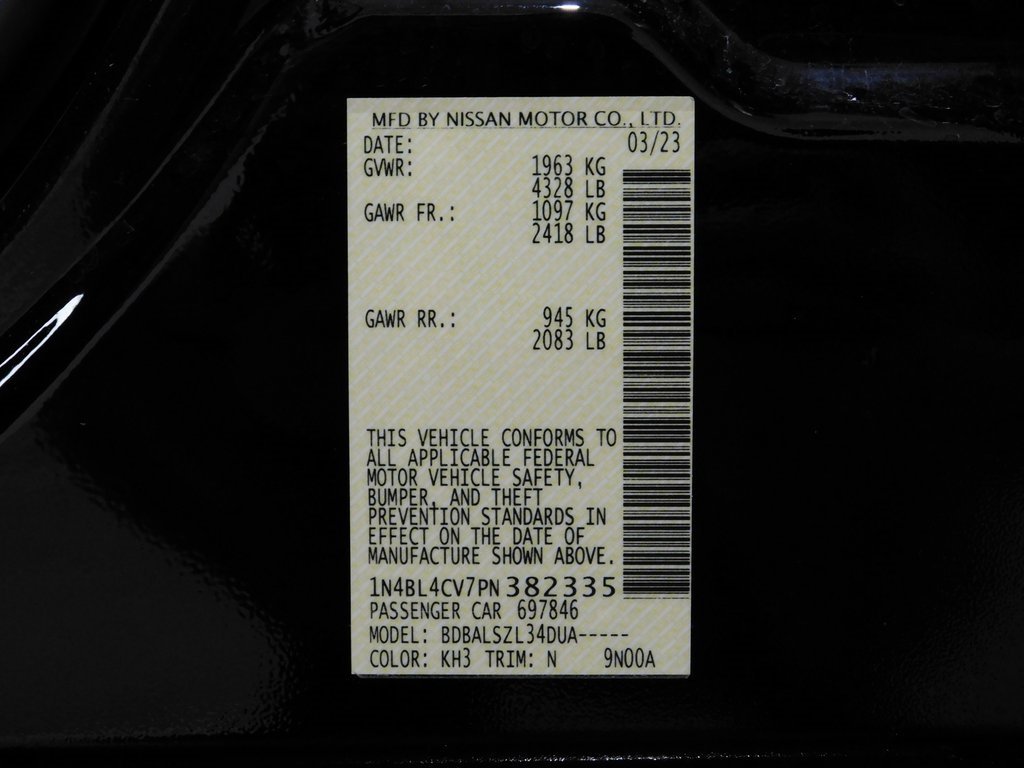 MFD BY NISSAN MOTOR CO., LTD.
DATE: 03/23
GVWR: 1963 KG
4328 LB
GAWR FR.: 1097 KG
2418 LB
GAWR RR.: 945 KG
2083 LB
THIS VEHICLE CONFORMS TO
ALL APPLICABLE FEDERAL
MOTOR VEHICLE SAFETY,
BUMPER, AND THEFT
PREVENTION STANDARDS IN
EFFECT ON THE DATE OF
MANUFACTURE SHOWN ABOVE.
1N4BL4CV7PN382335
PASSENGER CAR 697846
MODEL: BDBALSZL34DUA-----
COLOR: KH3 TRIM: N 9N00A